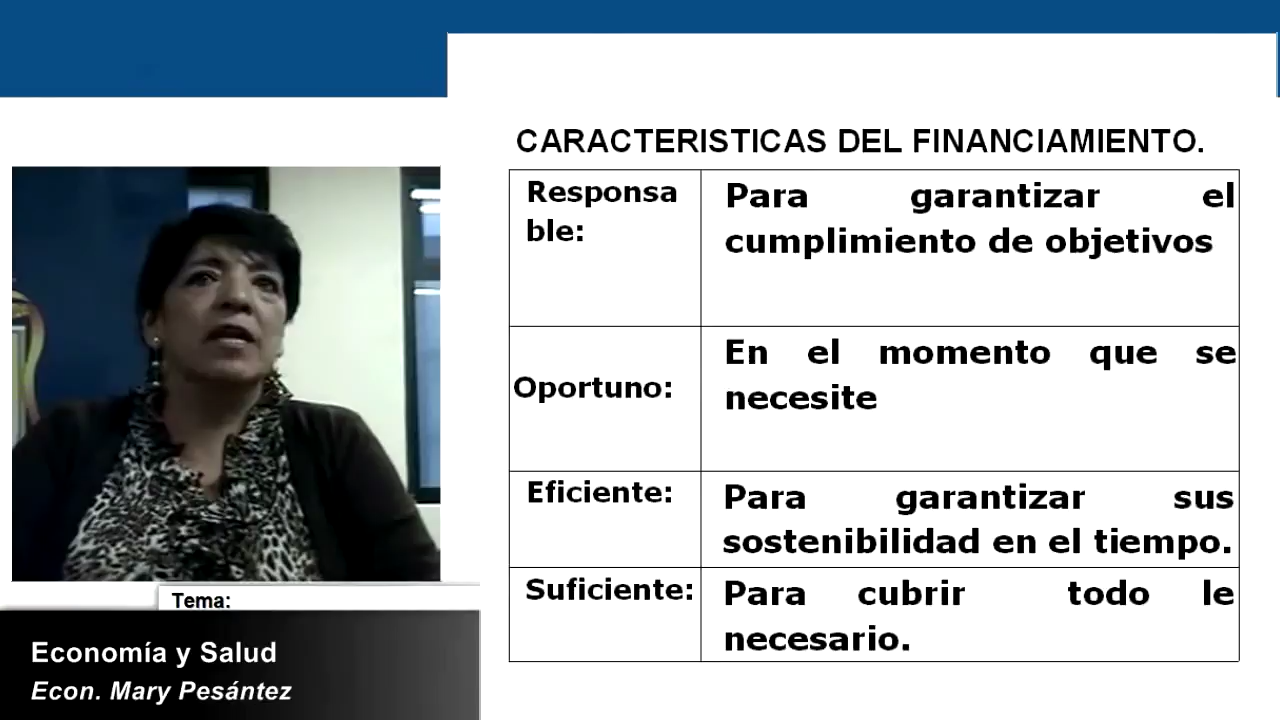 CARACTERISTICAS DEL FINANCIAMIENTO.
Responsa
ble:
Para garantizar el
cumplimiento de objetivos
Oportuno:
En el momento que se
necesite
Eficiente:
Para garantizar sus
sostenibilidad en el tiempo.
Suficiente:
Para cubrir todo le
necesario.
Tema:
Economía y Salud
Econ. Mary Pesántez